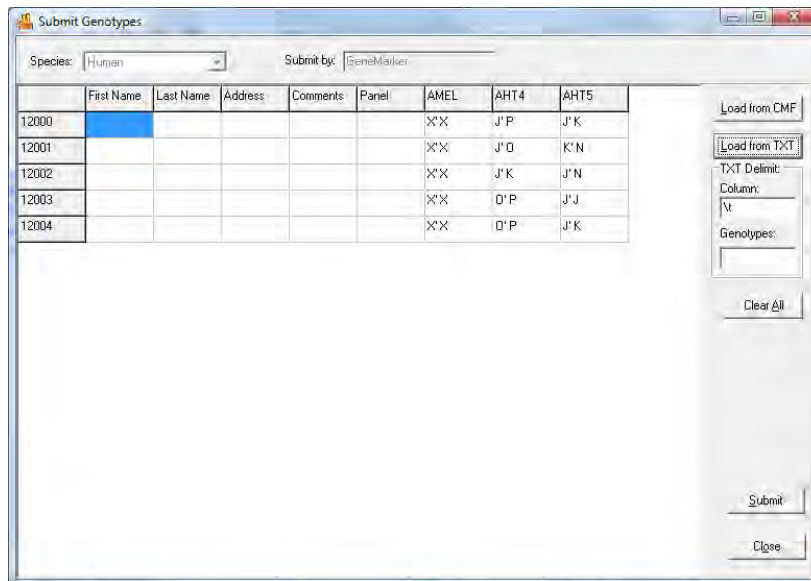 Submit Genotypes
Species: Human Submit by: GeneMarker
First Name Last Name Address Comments Panel AMEL AHT4 AHT5
12000 X'X J'P J'K
12001 X'X J'O K'N
12002 X'X J'K J'N
12003 X'X O'P J'J
12004 X'X O'P J'K
Load from CMF
Load from TXT
TXT Delimit:
Column:
\t
Genotypes:
Clear All
Submit
Close